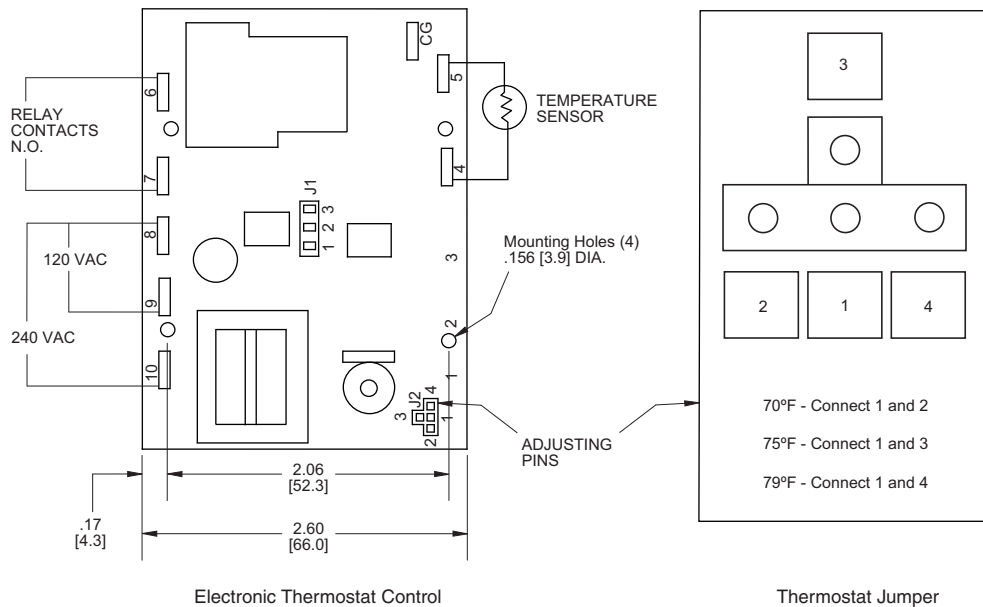 CG
5
6
RELAY
CONTACTS
N.O.
TEMPERATURE
SENSOR
7
4
J1
3
2
1
8
120 VAC
9
240 VAC
10
Mounting Holes (4)
.156 [3.9] DIA.
3
2
1
J2
4
3
1
2
ADJUSTING
PINS
2.06
[52.3]
.17
[4.3]
2.60
[66.0]
Electronic Thermostat Control
3
2
1
4
70ºF - Connect 1 and 2
75ºF - Connect 1 and 3
79ºF - Connect 1 and 4
Thermostat Jumper